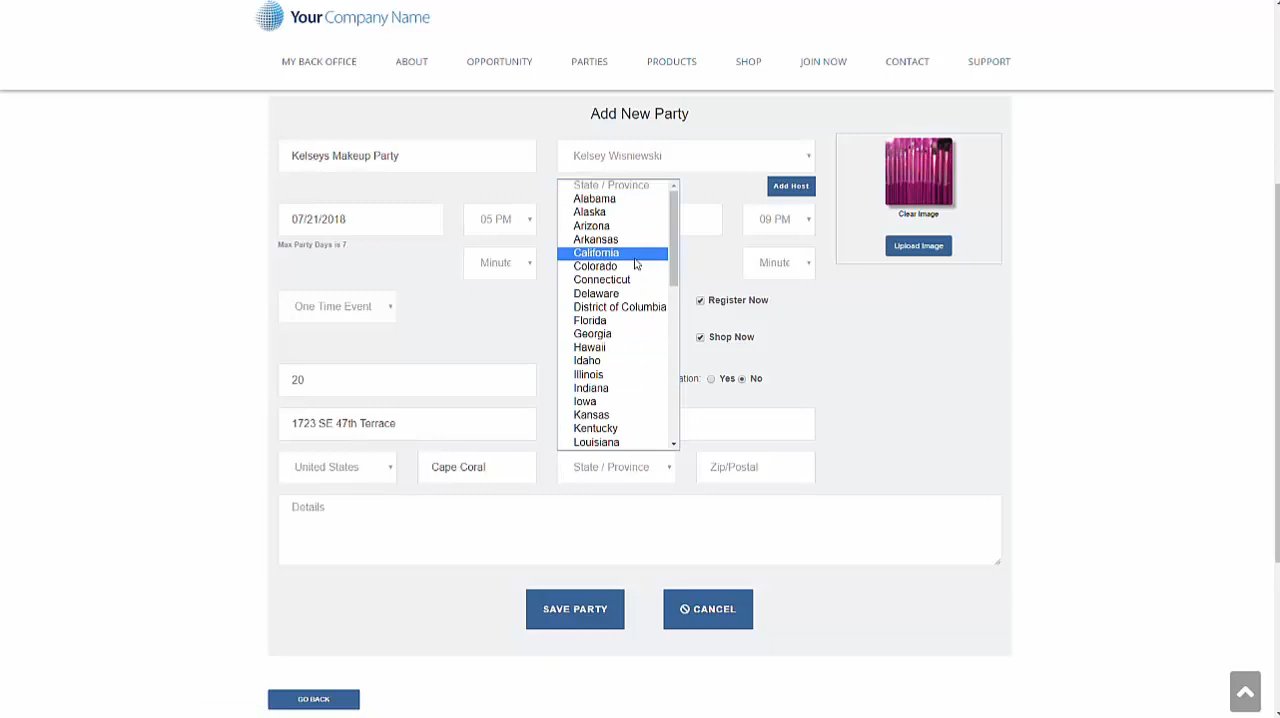 Your Company Name
MY BACK OFFICE ABOUT OPPORTUNITY PARTIES PRODUCTS SHOP JOIN NOW CONTACT SUPPORT
Add New Party
Kelseys Makeup Party Kelsey Wisniewski
Add Host
07/21/2018 05 PM 09 PM
Max Party Days is 7
Minute Minute
One Time Event
State / Province
Alabama
Alaska
Arizona
Arkansas
California
Colorado
Connecticut
Delaware
District of Columbia
Florida
Georgia
Hawaii
Idaho
Illinois
Indiana
Iowa
Kansas
Kentucky
Louisiana
Register Now
Shop Now
ation: Yes No
Clear Image
Upload Image
20
1723 SE 47th Terrace
United States Cape Coral State / Province Zip/Postal
Details
SAVE PARTY CANCEL
GO BACK